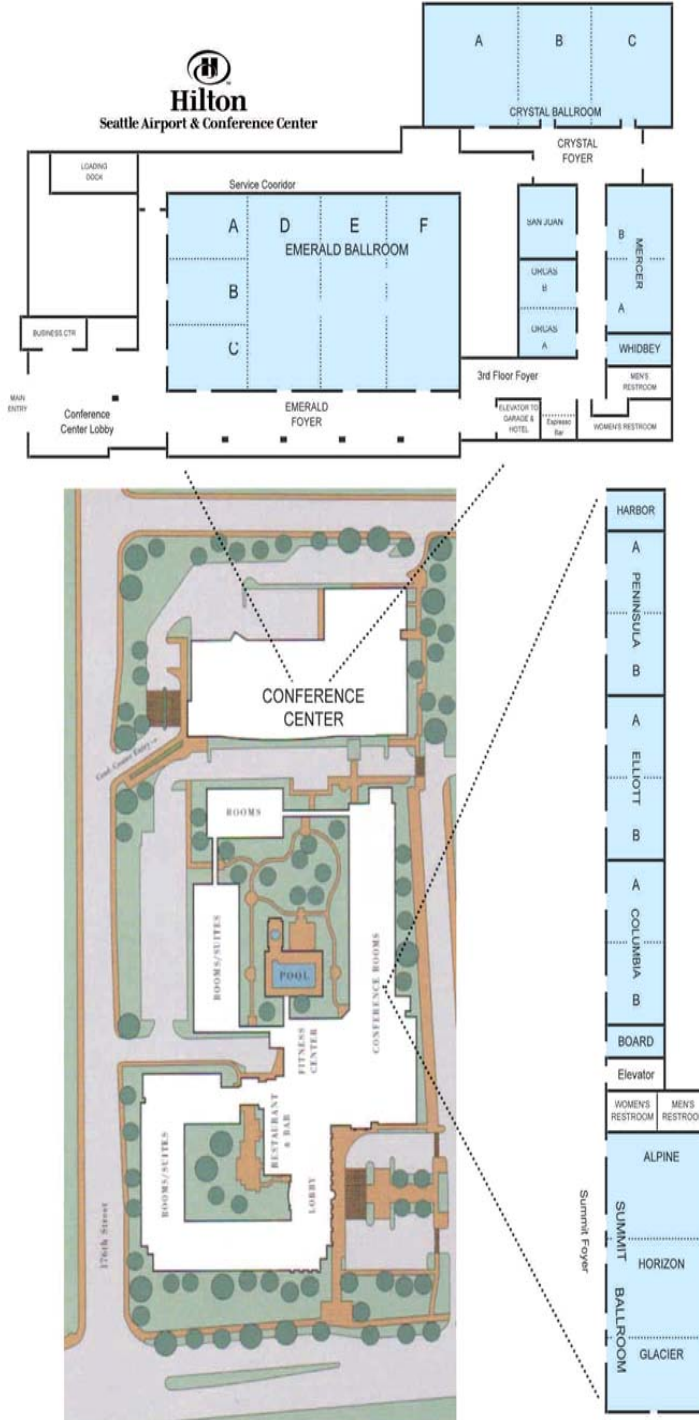 Hilton
Seattle Airport & Conference Center
A
B
C
CRYSTAL BALLROOM
CRYSTAL
FOYER
LOADING
DOCK
Service Cooridor
A
D
E
F
EMERALD BALLROOM
B
C
SAN JUAN
ORCAS
B
ORCAS
A
B
MERCER
A
WHIDBEY
BUSINESS CTR
MAIN
ENTRY
Conference
Center Lobby
EMERALD
FOYER
3rd Floor Foyer
ELEVATOR TO
GARAGE &
HOTEL
Espresso
Bar
MEN'S
RESTROOM
WOMEN'S RESTROOM
CONFERENCE
CENTER
Conf. Center Entry
ROOMS
ROOMS/SUITES
POOL
CONFERENCE ROOMS
FITNESS
CENTER
RESTAURANT
& BAR
ROOMS/SUITES
LOBBY
176th Street
HARBOR
A
PENINSULA
B
A
ELLIOTT
B
A
COLUMBIA
B
BOARD
Elevator
WOMEN'S
RESTROOM
MEN'S
RESTROO
ALPINE
Summit Foyer
SUMMIT BALLROOM
HORIZON
GLACIER